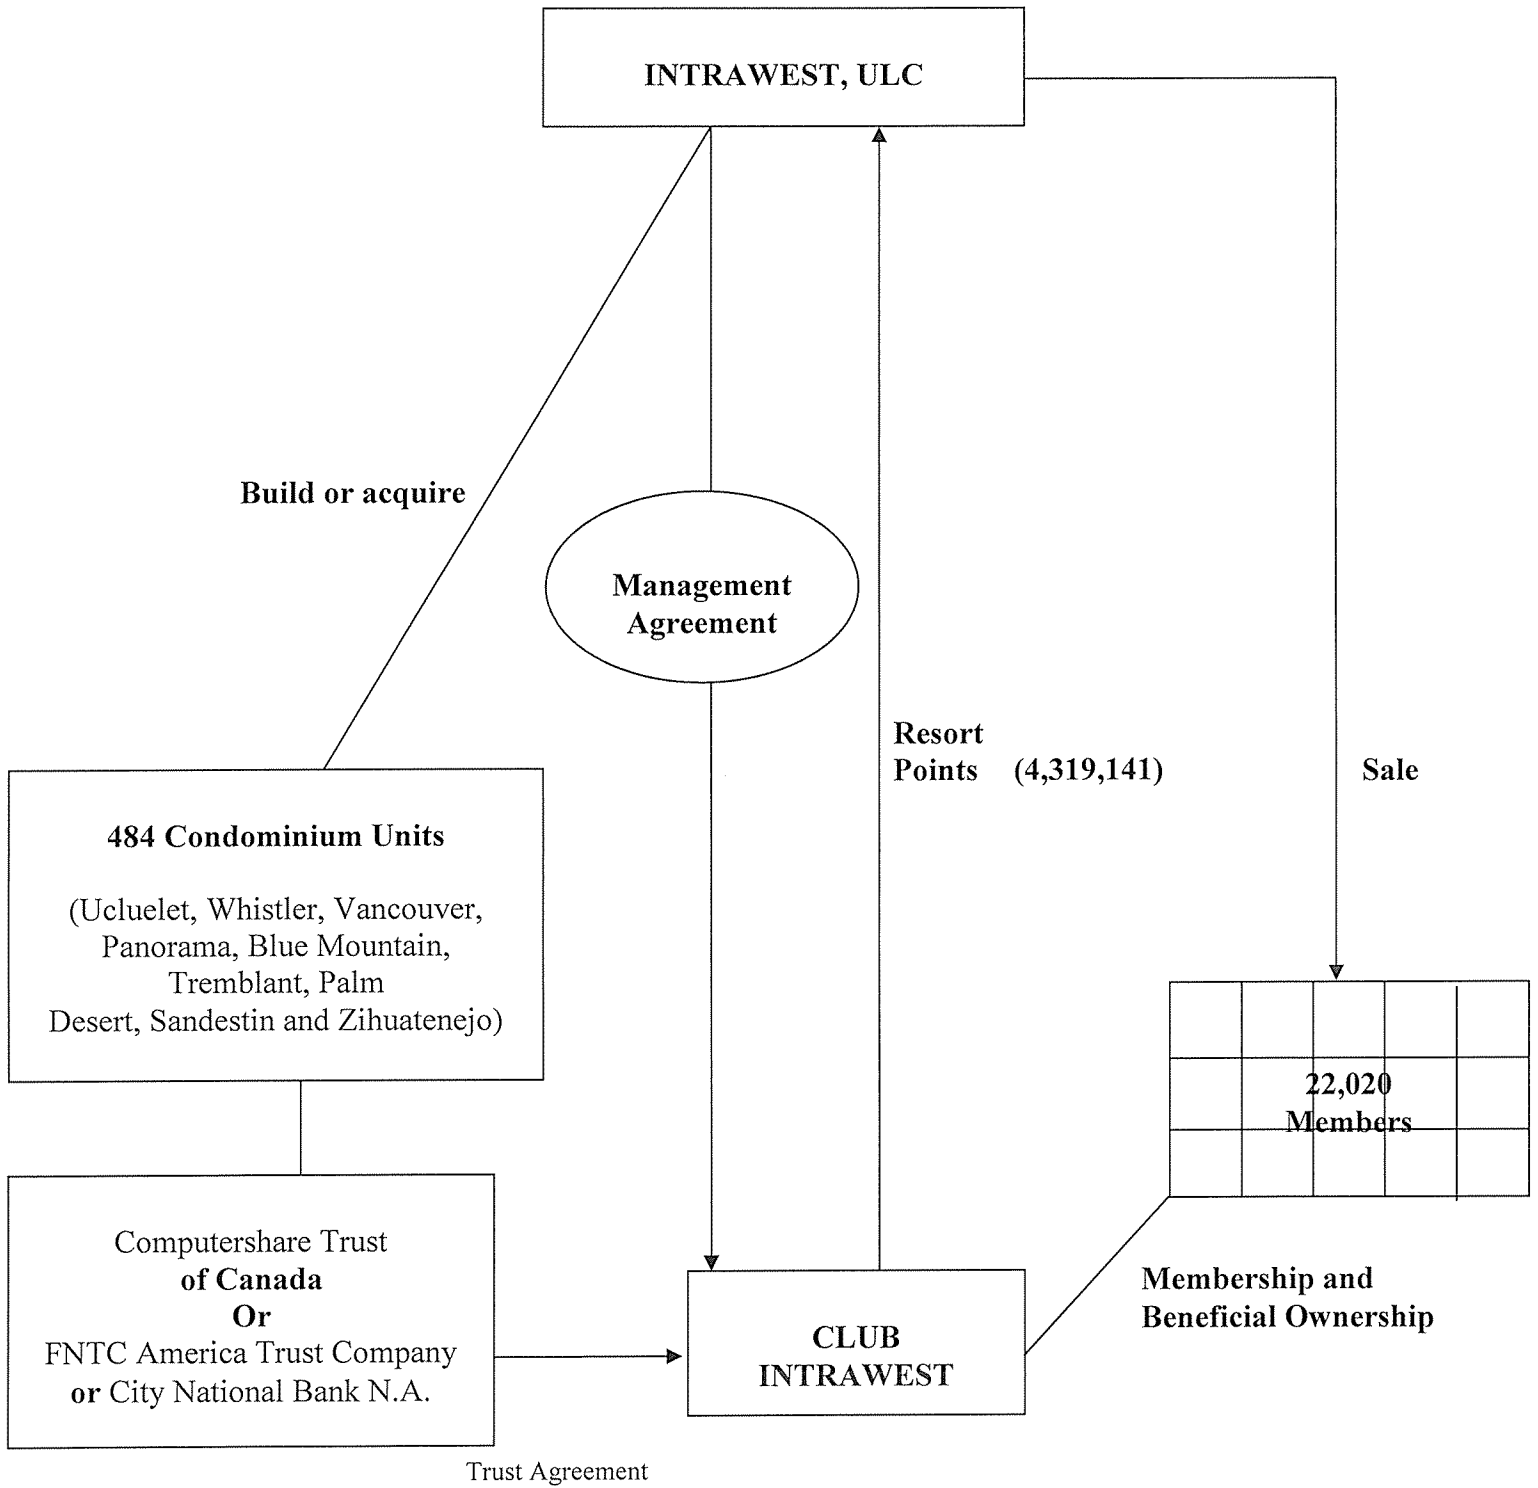 INTRAWEST, ULC
Build or acquire
Management
Agreement
Resort
Points (4,319,141)
Sale
484 Condominium Units
(Ucluelet, Whistler, Vancouver,
Panorama, Blue Mountain,
Tremblant, Palm
Desert, Sandestin and Zihuatenejo)
22,020
Members
Computershare Trust
of Canada
Or
FNTC America Trust Company
or City National Bank N.A.
Membership and
Beneficial Ownership
CLUB
INTRAWEST
Trust Agreement